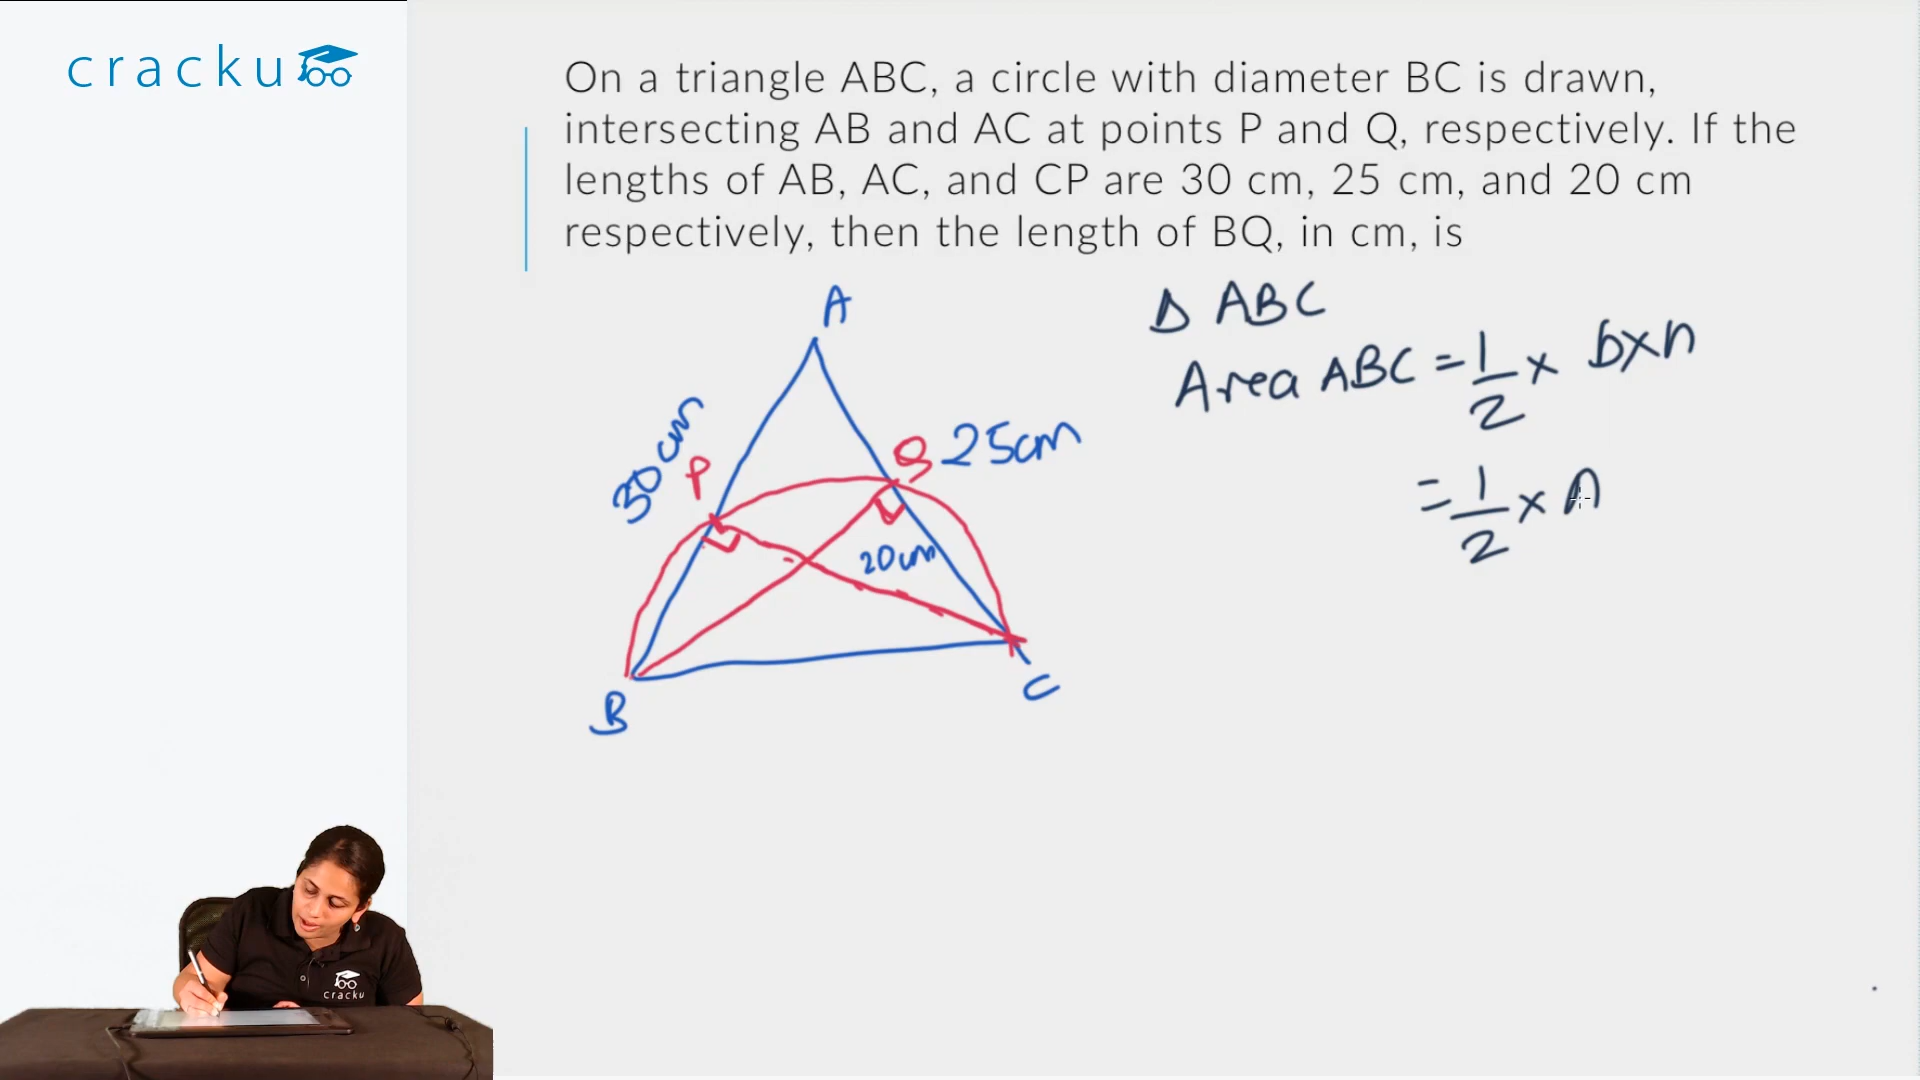 cracku
On a triangle ABC, a circle with diameter BC is drawn,
intersecting AB and AC at points P and Q, respectively. If the
lengths of AB, AC, and CP are 30 cm, 25 cm, and 20 cm
respectively, then the length of BQ, in cm, is
A
Δ ABC
Area ABC = 1/2 × b×h
30cm
P
Q
25cm
= 1/2 × A
20cm
B
C
cracku